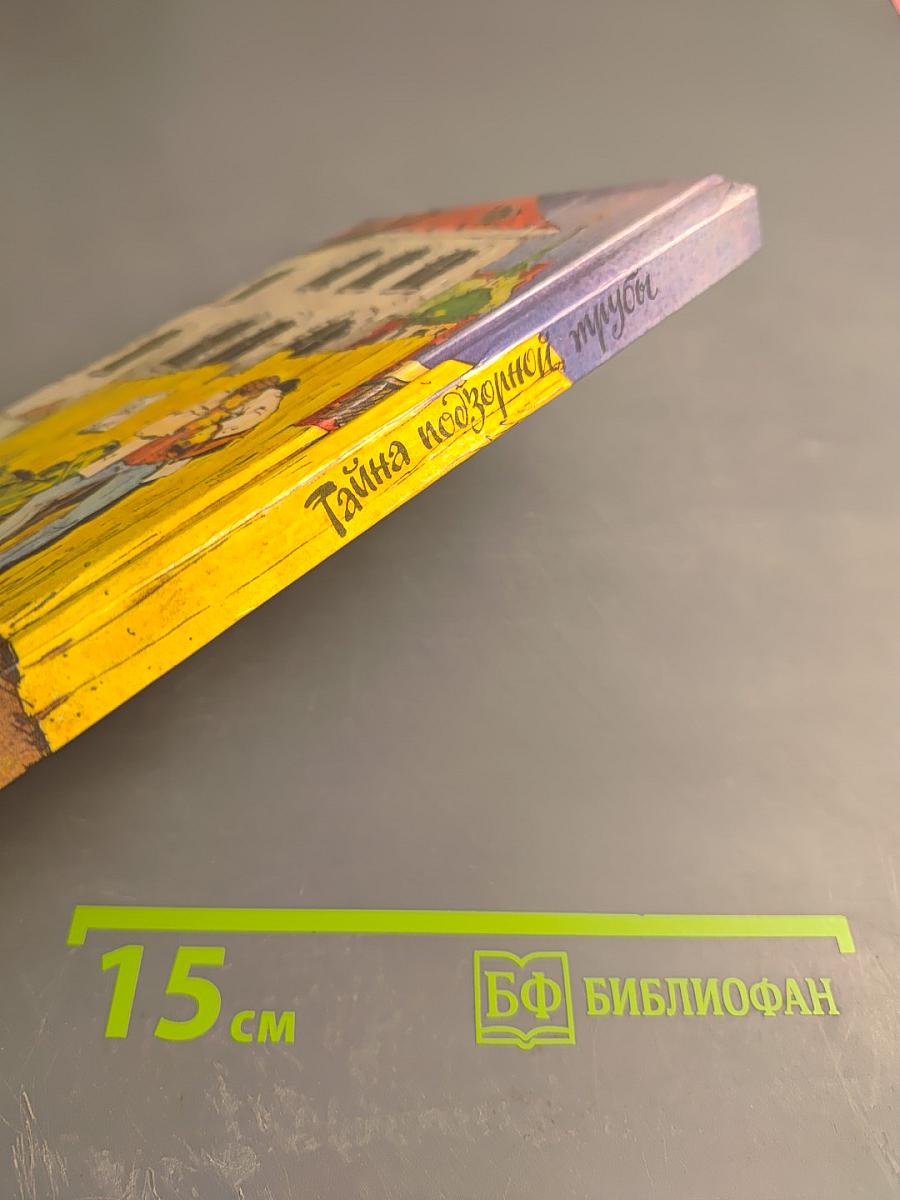 Тайна подзорной трубы
15 см
БФ БИБЛИОФАН